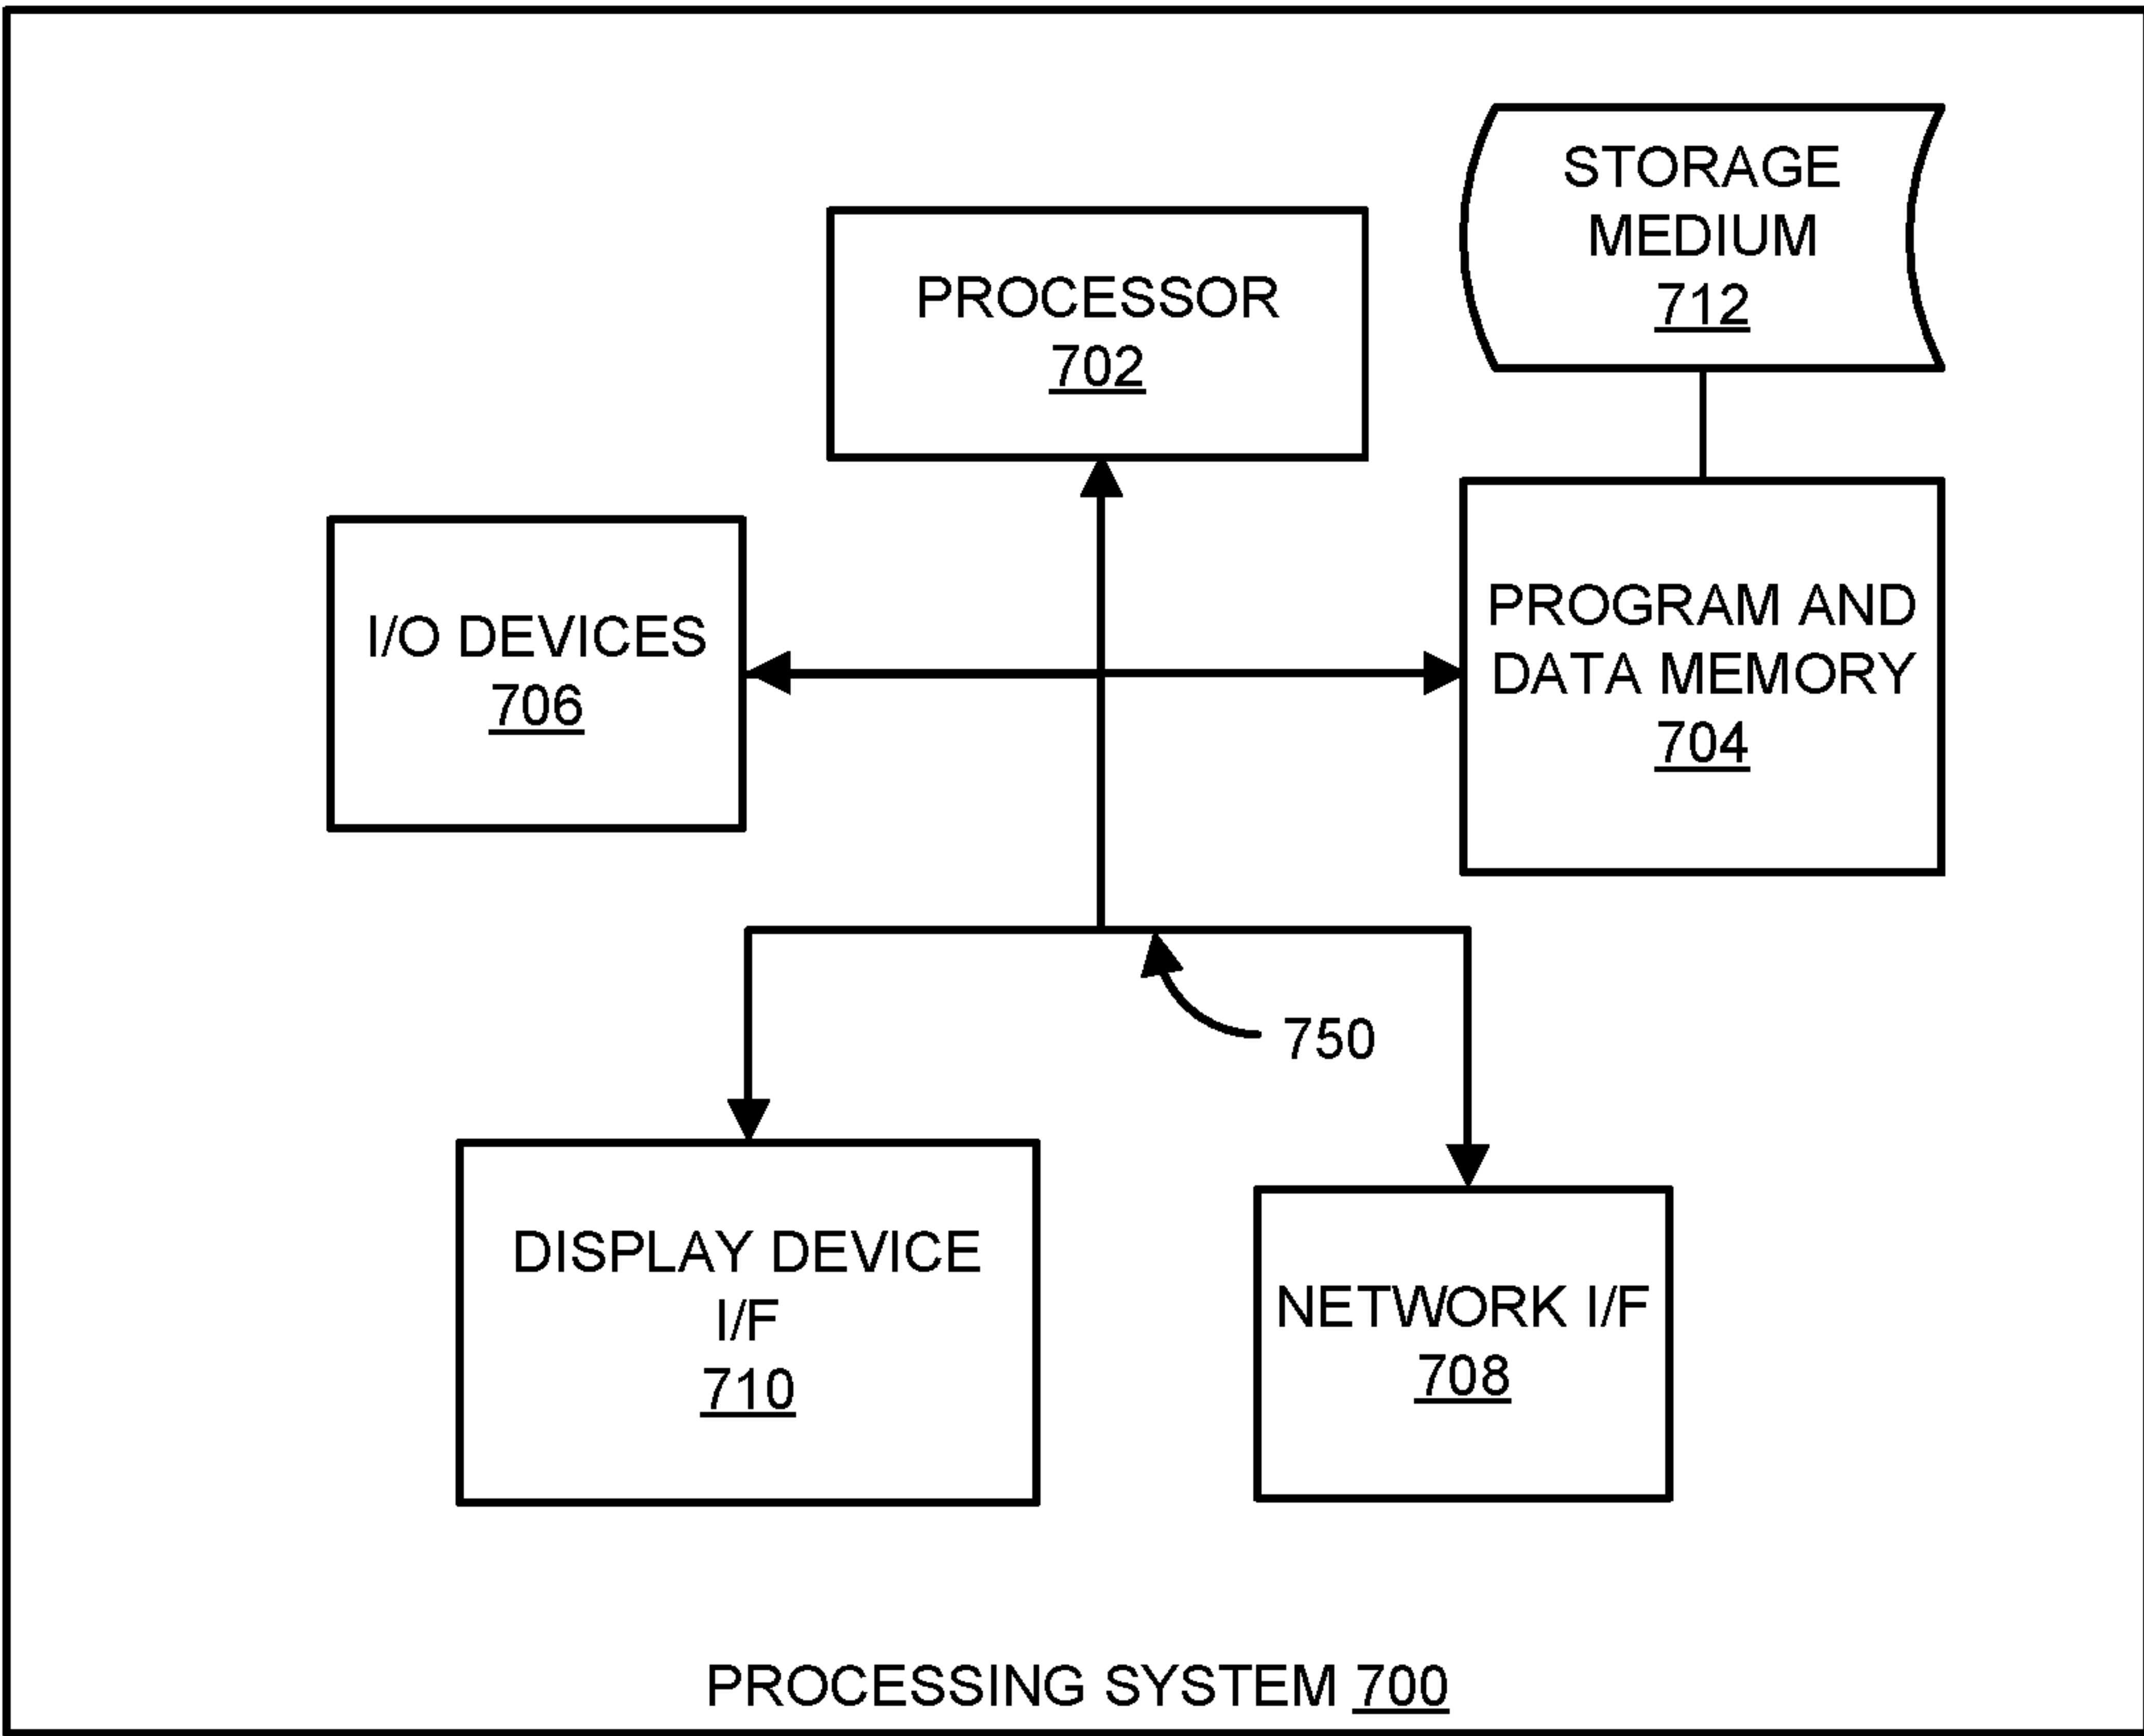 STORAGE
MEDIUM
712
PROCESSOR
702
I/O DEVICES
706
PROGRAM AND
DATA MEMORY
704
750
DISPLAY DEVICE
I/F
710
NETWORK I/F
708
PROCESSING SYSTEM 700